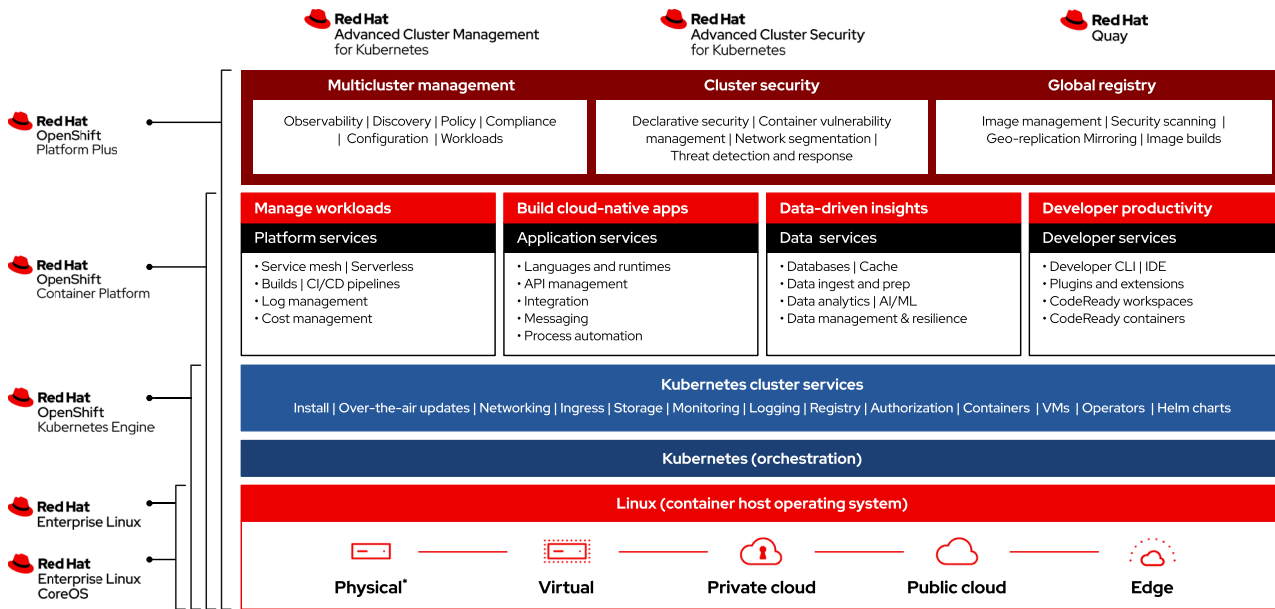 Red Hat
Advanced Cluster Management
for Kubernetes
Red Hat
Advanced Cluster Security
for Kubernetes
Red Hat
Quay
Red Hat
OpenShift
Platform Plus
Multicluster management
Observability | Discovery | Policy | Compliance
| Configuration | Workloads
Cluster security
Declarative security | Container vulnerability
management | Network segmentation |
Threat detection and response
Global registry
Image management | Security scanning |
Geo-replication Mirroring | Image builds
Red Hat
OpenShift
Container Platform
Manage workloads
Platform services
• Service mesh | Serverless
• Builds | CI/CD pipelines
• Log management
• Cost management
Build cloud-native apps
Application services
• Languages and runtimes
• API management
• Integration
• Messaging
• Process automation
Data-driven insights
Data services
• Databases | Cache
• Data ingest and prep
• Data analytics | AI/ML
• Data management & resilience
Developer productivity
Developer services
• Developer CLI | IDE
• Plugins and extensions
• CodeReady workspaces
• CodeReady containers
Red Hat
OpenShift
Kubernetes Engine
Kubernetes cluster services
Install | Over-the-air updates | Networking | Ingress | Storage | Monitoring | Logging | Registry | Authorization | Containers | VMs | Operators | Helm charts
Kubernetes (orchestration)
Red Hat
Enterprise Linux
Red Hat
Enterprise Linux
CoreOS
Linux (container host operating system)
Physical*
Virtual
Private cloud
Public cloud
Edge